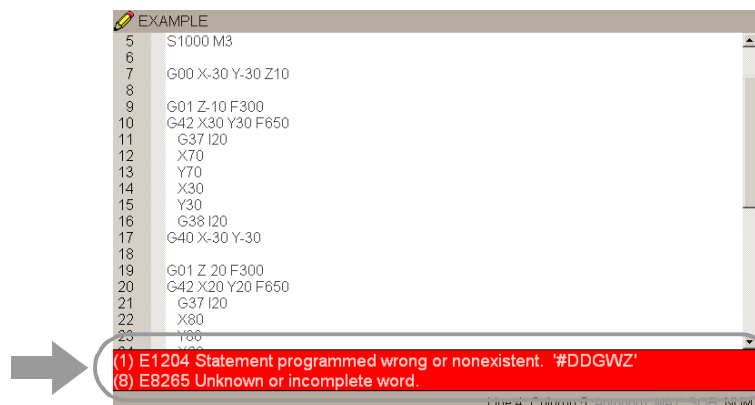 EXAMPLE
5 S1000 M3
6
7 G00 X-30 Y-30 Z10
8
9 G01 Z-10 F300
10 G42 X30 Y30 F650
11 G37 I20
12 X70
13 Y70
14 X30
15 Y30
16 G38 I20
17 G40 X-30 Y-30
18
19 G01 Z 20 F300
20 G42 X20 Y20 F650
21 G37 I20
22 X80
23 Y60
(1) E1204 Statement programmed wrong or nonexistent. '#DDGWZ'
(8) E8265 Unknown or incomplete word.